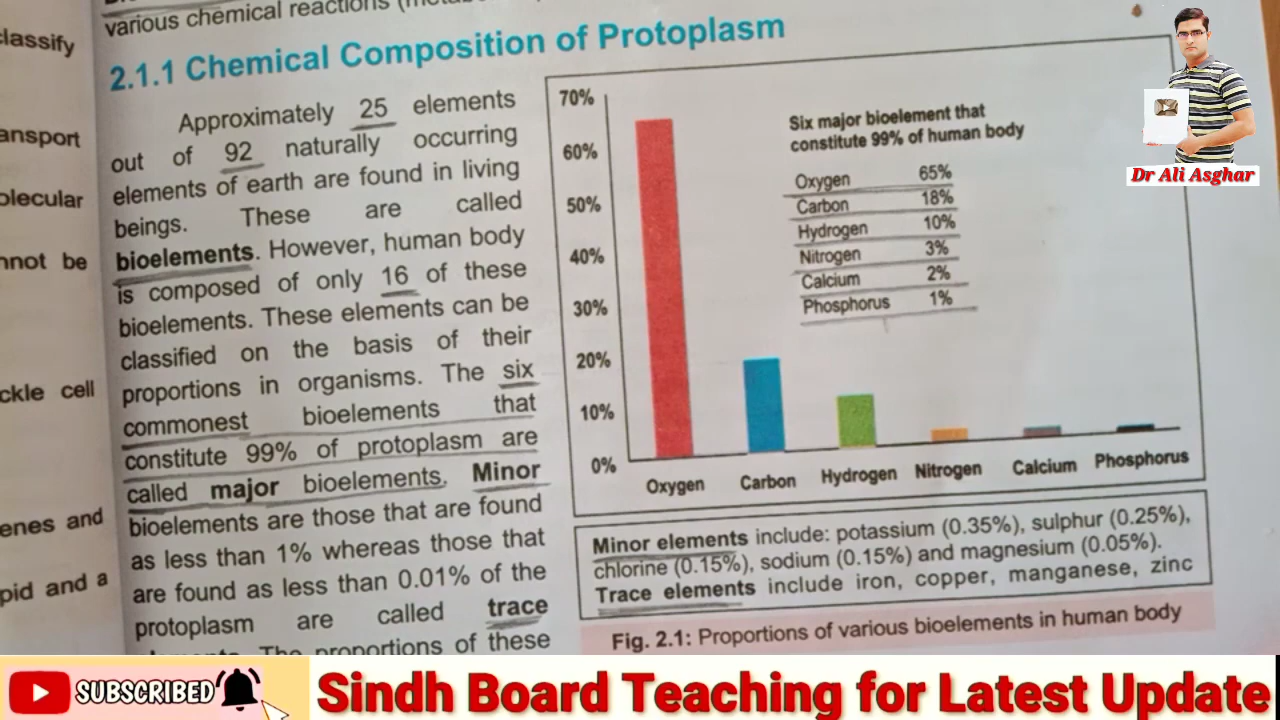 various chemical reactions
lassify
ansport
olecular
nnot be
ckle cell
enes and
pid and a
2.1.1 Chemical Composition of Protoplasm
Approximately 25 elements
out of 92 naturally occurring
elements of earth are found in living
beings. These are called
bioelements. However, human body
is composed of only 16 of these
bioelements. These elements can be
classified on the basis of their
proportions in organisms. The six
commonest bioelements that
constitute 99% of protoplasm are
called major bioelements. Minor
bioelements are those that are found
as less than 1% whereas those that
are found as less than 0.01% of the
protoplasm are called trace
The proportions of these
70%
60%
50%
40%
30%
20%
10%
0%
Six major bioelement that
constitute 99% of human body
Oxygen 65%
Carbon 18%
Hydrogen 10%
Nitrogen 3%
Calcium 2%
Phosphorus 1%
Oxygen Carbon Hydrogen Nitrogen Calcium Phosphorus
Minor elements include: potassium (0.35%), sulphur (0.25%),
chlorine (0.15%), sodium (0.15%) and magnesium (0.05%).
Trace elements include iron, copper, manganese, zinc
Fig. 2.1: Proportions of various bioelements in human body
Dr Ali Asghar
SUBSCRIBED
Sindh Board Teaching for Latest Update